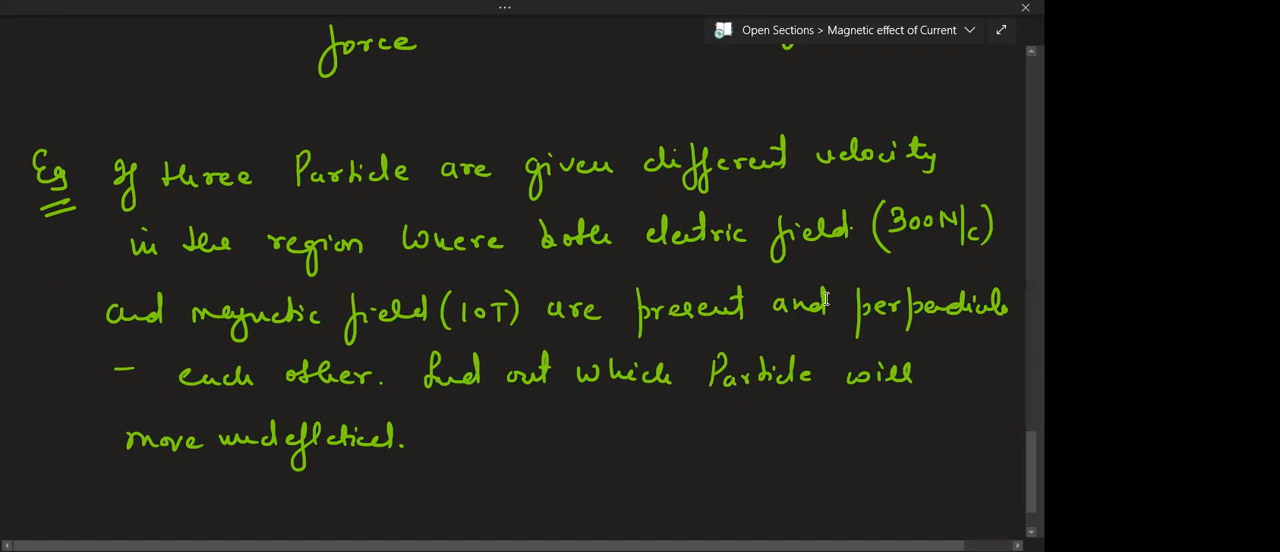 Open Sections > Magnetic effect of Current
force
Eg If three Particle are given different velocity
in the region where both electric field (300N/c)
and magnetic field (10T) are present and perpendicula
- each other. find out which Particle will
move undeflected.